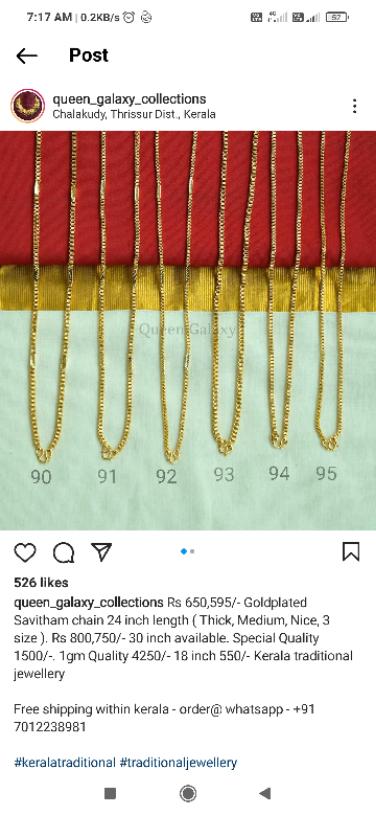 7:17 AM | 0.2KB/s
57
Post
queen_galaxy_collections
Chalakudy, Thrissur Dist., Kerala
Queen Galaxy
90 91 92 93 94 95
526 likes
queen_galaxy_collections Rs 650,595/- Goldplated
Savitham chain 24 inch length ( Thick, Medium, Nice, 3
size ). Rs 800,750/- 30 inch available. Special Quality
1500/-. 1gm Quality 4250/- 18 inch 550/- Kerala traditional
jewellery
Free shipping within kerala - order@ whatsapp - +91
7012238981
#keralatraditional #traditionaljewellery